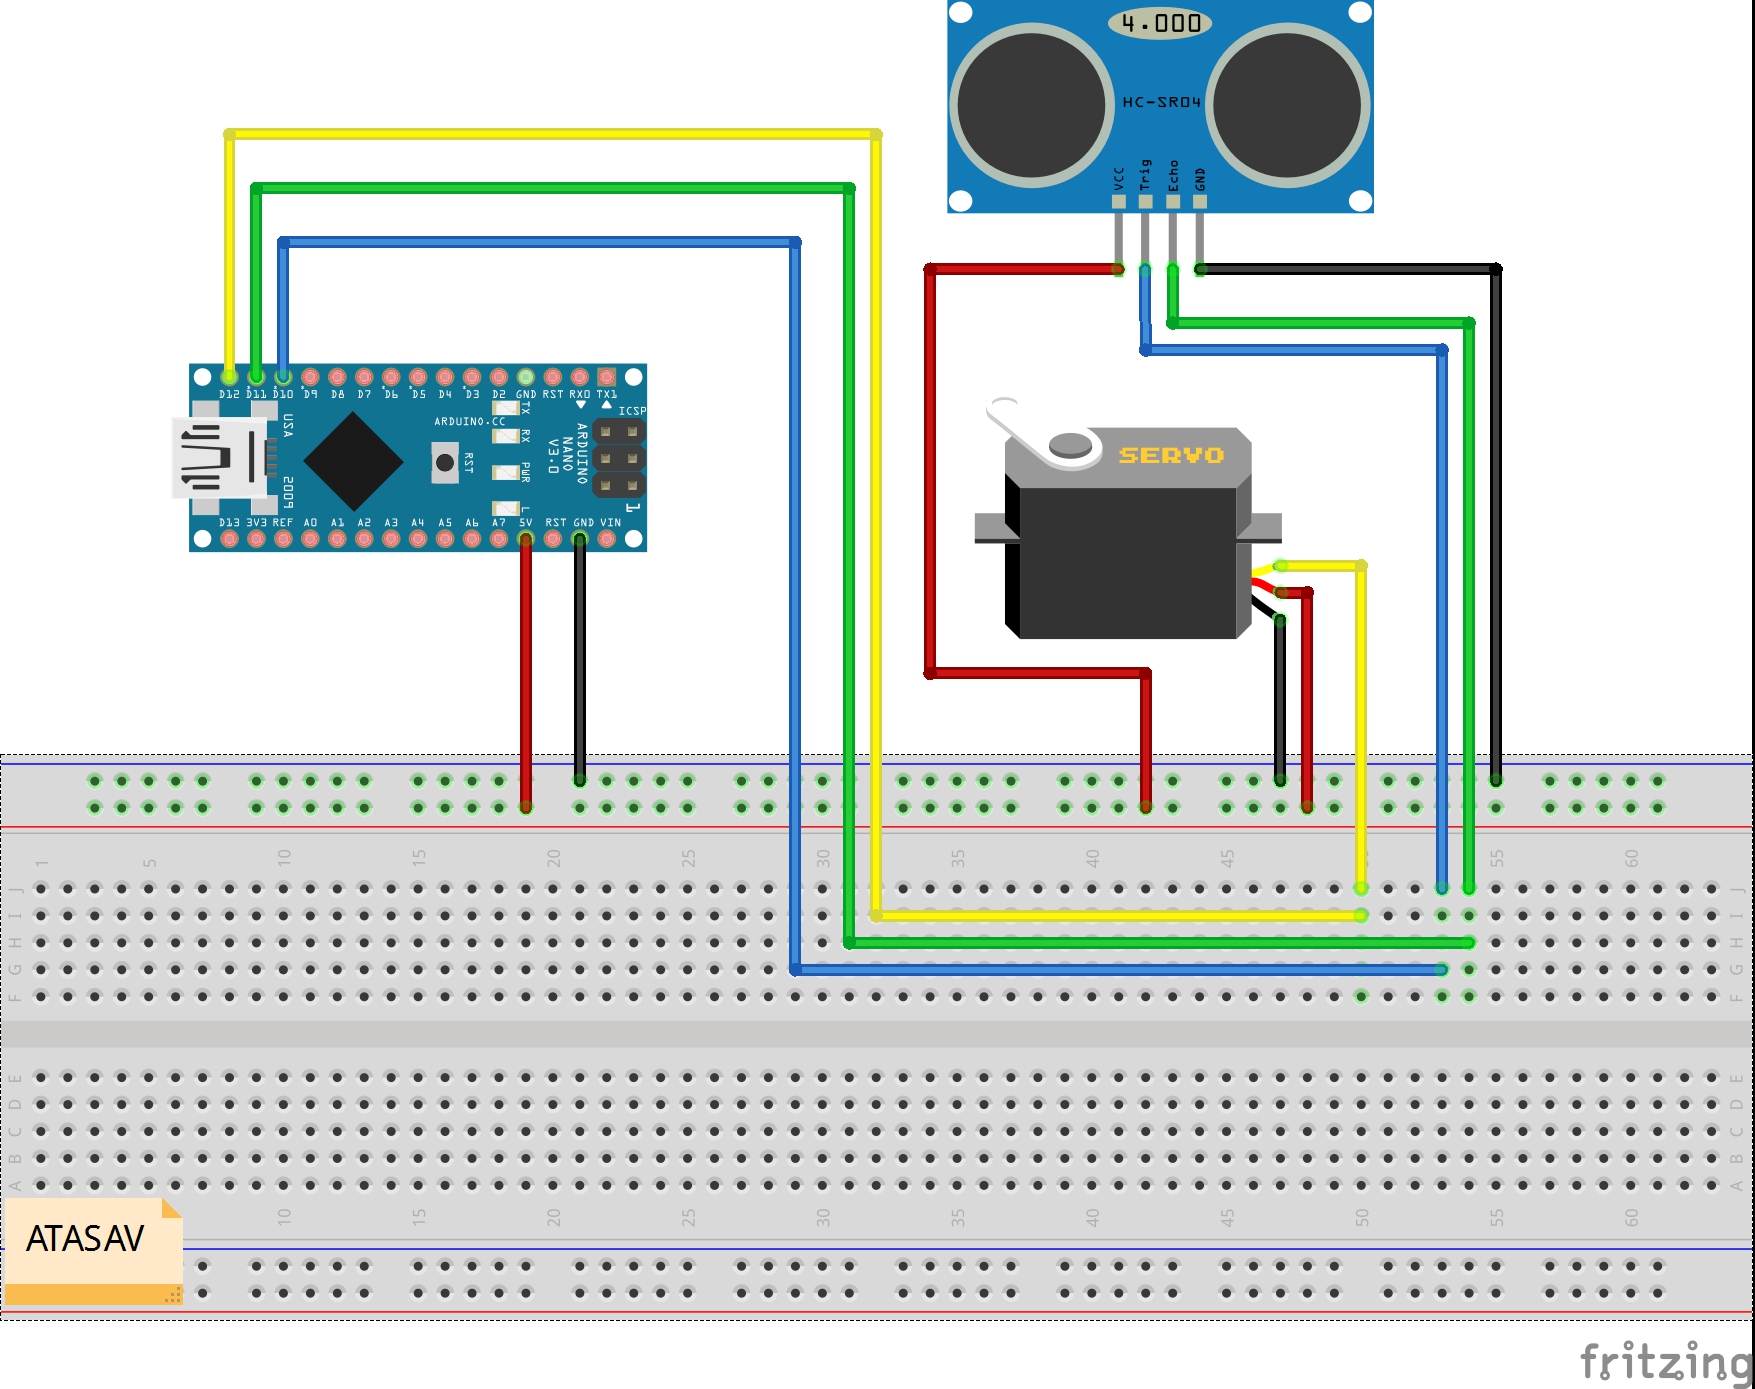 4.000
HC-SR04
VCC
Trig
Echo
GND
D12 D11 D10 D9 D8 D7 D6 D5 D4 D3 D2 GND RST RX0 TX1
USA
2009
ARDUINO.CC
RST
TX
RX
PWR
L
ICSP
ARDUINO
NANO
V3.0
1
D13 3V3 REF A0 A1 A2 A3 A4 A5 A6 A7 5V RST GND VIN
SERVO
1 5 10 15 20 25 30 35 40 45 50 55 60
J J
I I
H H
G G
F F
E E
D D
C C
B B
A A
10 15 20 25 30 35 40 45 50 55 60
ATASAV
fritzing